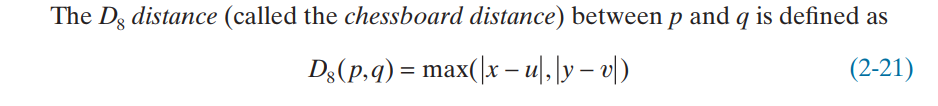 The D₈ distance (called the chessboard distance) between p and q is defined as
D₈(p,q) = max(|x − u|,|y − v|) (2-21)